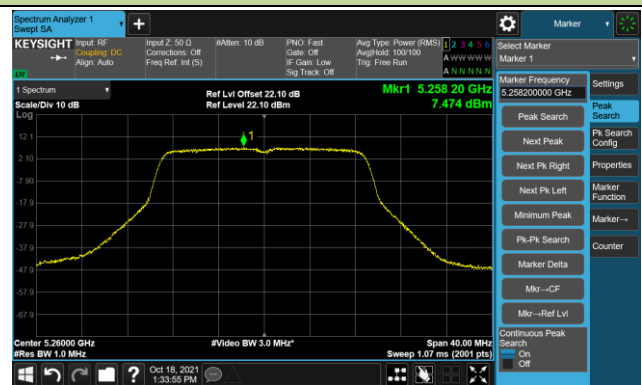 Spectrum Analyzer 1
Swept SA
Marker
KEYSIGHT
Input: RF
Coupling: DC
Align: Auto
Input Z: 50 Ω
Corrections: Off
Freq Ref: Int (S)
#Atten: 10 dB
PNO: Fast
Gate: Off
IF Gain: Low
Sig Track: Off
Avg Type: Power (RMS)
Avg|Hold: 100/100
Trig: Free Run
1 2 3 4 5 6
A W W W W W
A N N N N N
Select Marker
Marker 1
LXI
1 Spectrum
Scale/Div 10 dB
Log
Ref Lvl Offset 22.10 dB
Ref Level 22.10 dBm
Mkr1 5.258 20 GHz
7.474 dBm
12.1
2.10
-7.90
-17.9
-27.9
-37.9
-47.9
-57.9
-67.9
1
Center 5.26000 GHz
#Res BW 1.0 MHz
#Video BW 3.0 MHz*
Span 40.00 MHz
Sweep 1.07 ms (2001 pts)
Marker Frequency
5.258200000 GHz
Peak Search
Next Peak
Next Pk Right
Next Pk Left
Minimum Peak
Pk-Pk Search
Marker Delta
Mkr→CF
Mkr→Ref Lvl
Continuous Peak
Search
On
Off
Settings
Peak
Search
Pk Search
Config
Properties
Marker
Function
Marker→
Counter
?
Oct 18, 2021
1:33:55 PM